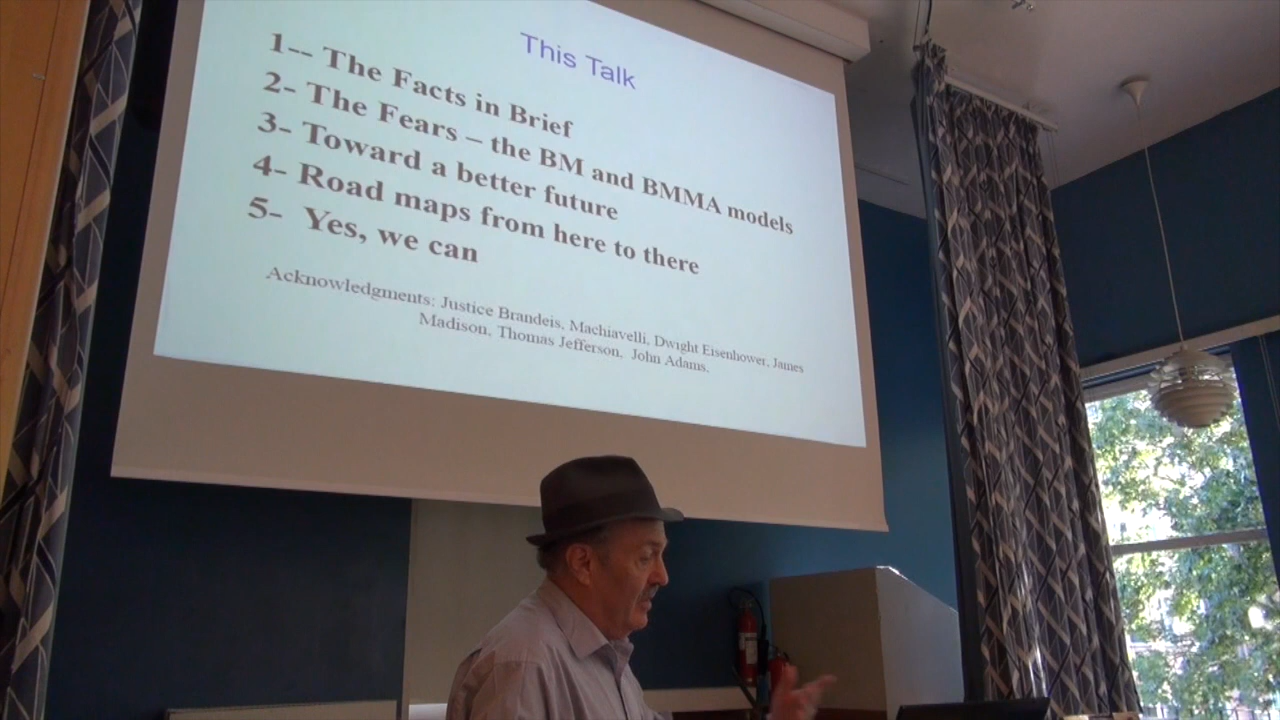 This Talk
1-- The Facts in Brief
2- The Fears – the BM and BMMA models
3- Toward a better future
4- Road maps from here to there
5- Yes, we can
Acknowledgments: Justice Brandeis, Machiavelli, Dwight Eisenhower, James
Madison, Thomas Jefferson, John Adams.